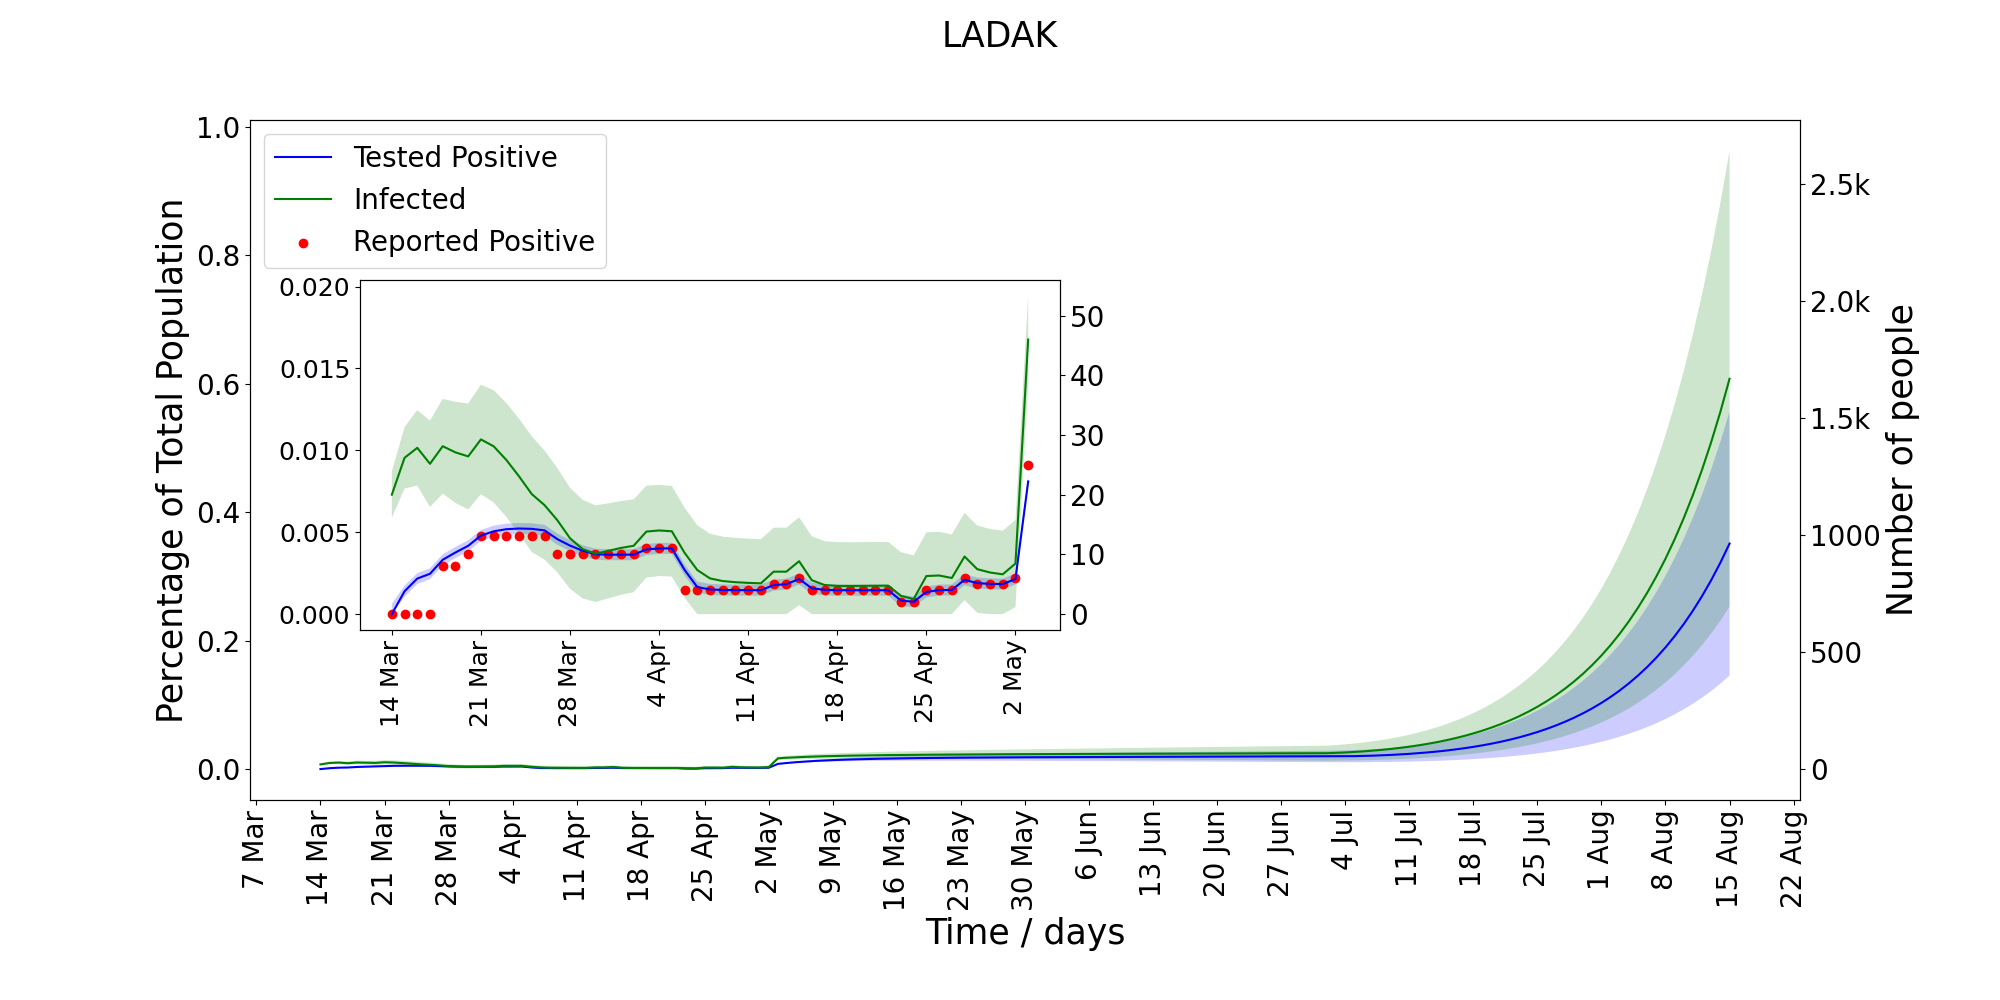 LADAK
Tested Positive
Infected
Reported Positive
Percentage of Total Population
1.0
0.8
0.6
0.4
0.2
0.0
0.020
0.015
0.010
0.005
0.000
50
40
30
20
10
0
14 Mar
21 Mar
28 Mar
4 Apr
11 Apr
18 Apr
25 Apr
2 May
2.5k
2.0k
1.5k
1000
500
0
Number of people
7 Mar
14 Mar
21 Mar
28 Mar
4 Apr
11 Apr
18 Apr
25 Apr
2 May
9 May
16 May
23 May
30 May
6 Jun
13 Jun
20 Jun
27 Jun
4 Jul
11 Jul
18 Jul
25 Jul
1 Aug
8 Aug
15 Aug
22 Aug
Time / days